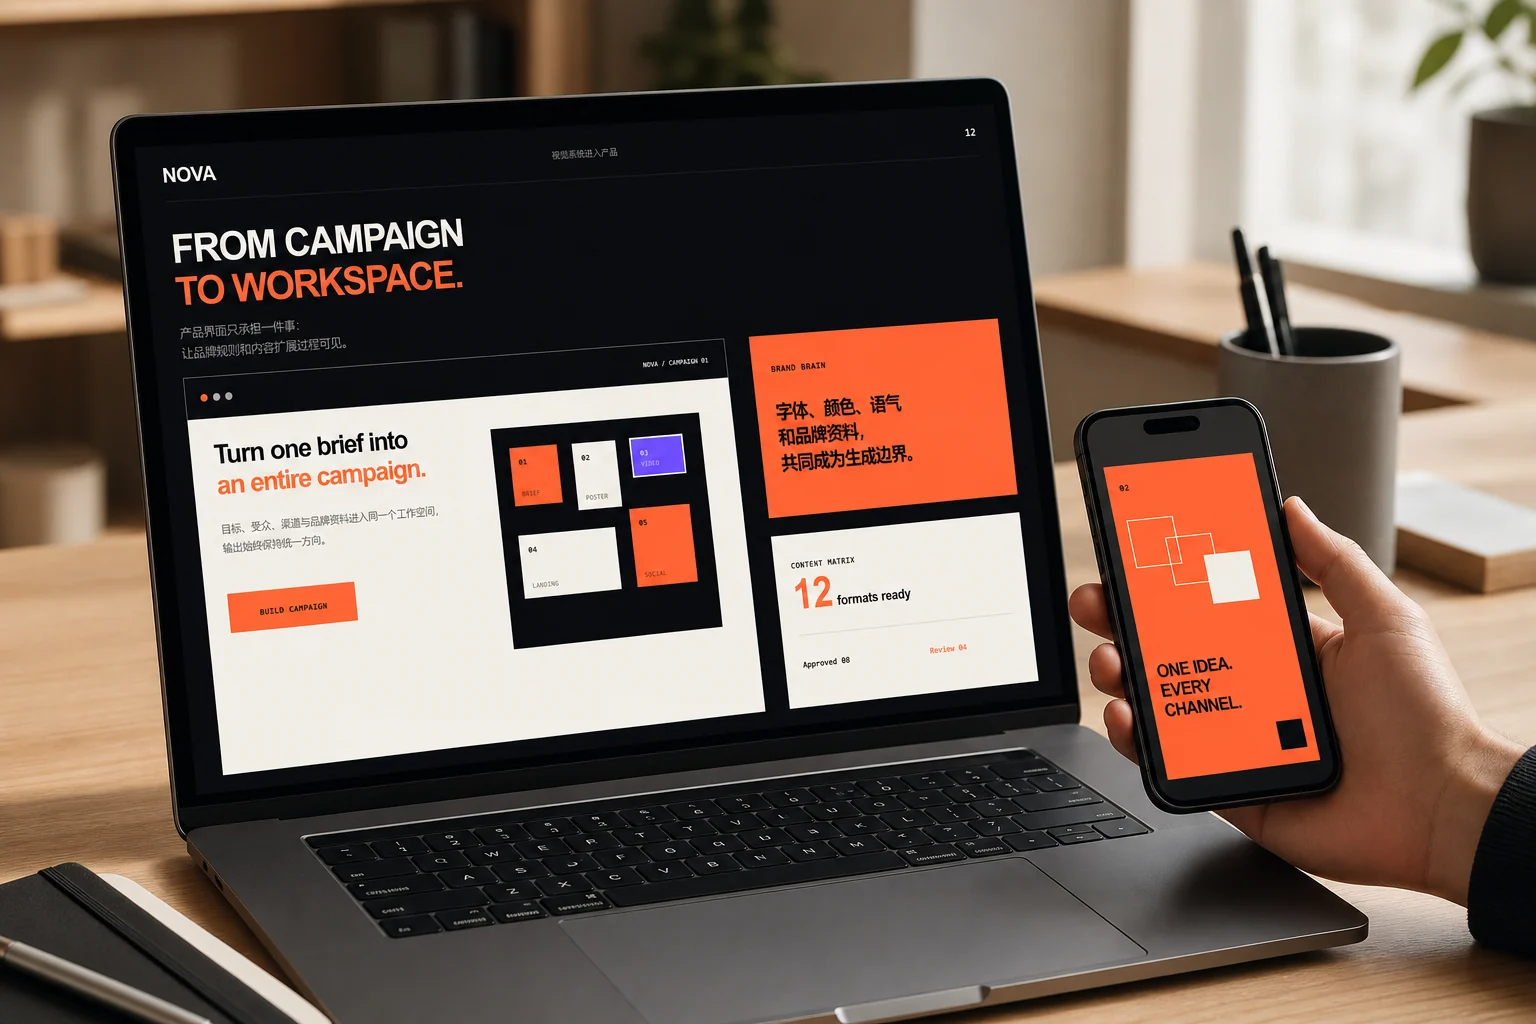 NOVA
视觉系统进入产品
12
FROM CAMPAIGN
TO WORKSPACE.
产品界面只承担一件事：
让品牌规则和内容扩展过程可见。
NOVA / CAMPAIGN 01
Turn one brief into
an entire campaign.
目标、受众、渠道与品牌资料进入同一个工作空间，
输出始终保持统一方向。
BUILD CAMPAIGN
01
BRIEF
02
POSTER
03
VIDEO
04
LANDING
05
SOCIAL
BRAND BRAIN
字体、颜色、语气
和品牌资料，
共同成为生成边界。
CONTENT MATRIX
12 formats ready
Approved 08
Review 04
02
ONE IDEA.
EVERY
CHANNEL.